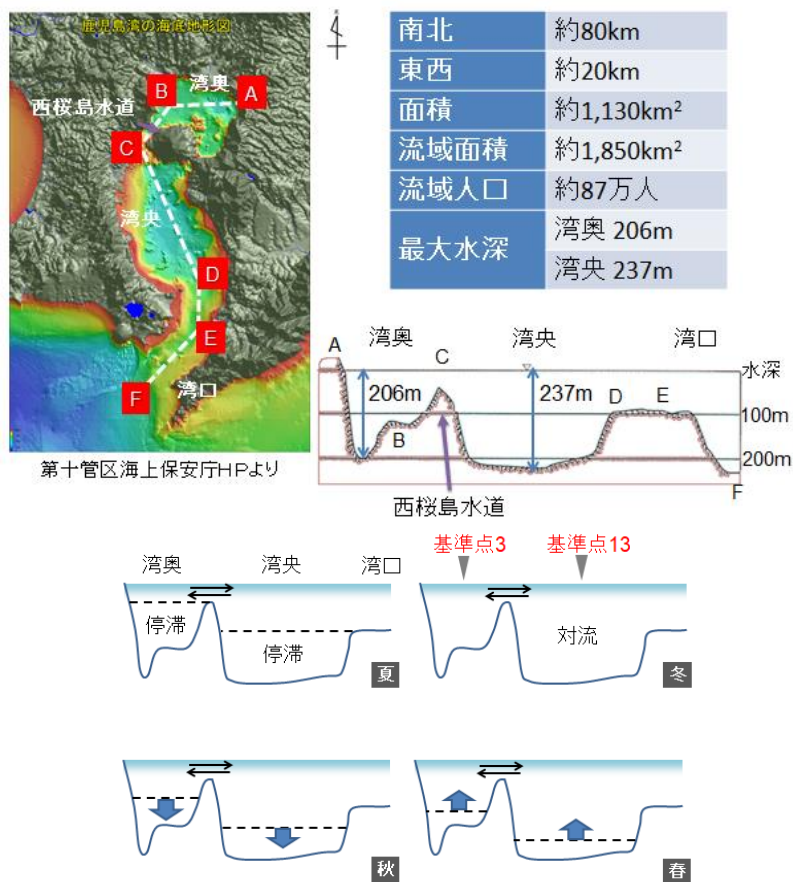 鹿児島湾の海底地形図
湾奥
B
A
西桜島水道
C
湾央
D
E
F
湾口
第十管区海上保安庁HPより
南北 約80km
東西 約20km
面積 約1,130km²
流域面積 約1,850km²
流域人口 約87万人
最大水深 湾奥 206m
湾央 237m
湾奥 湾央 湾口
A
C
水深
206m
237m
D
E
100m
B
200m
F
西桜島水道
基準点3
基準点13
湾奥 湾央 湾口
停滞
停滞
夏
対流
冬
秋
春